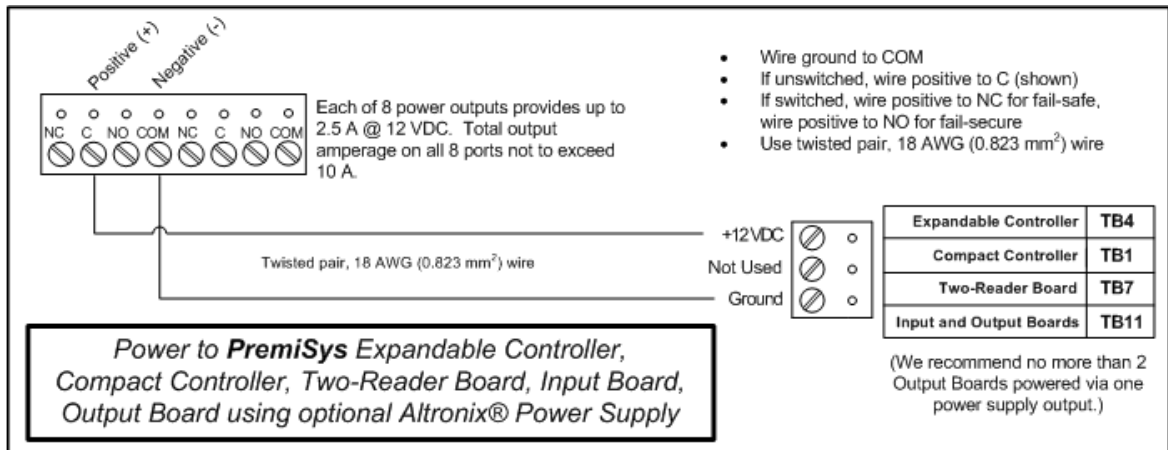 Positive (+)
Negative (-)
NC C NO COM NC C NO COM
Each of 8 power outputs provides up to
2.5 A @ 12 VDC. Total output
amperage on all 8 ports not to exceed
10 A.
• Wire ground to COM
• If unswitched, wire positive to C (shown)
• If switched, wire positive to NC for fail-safe,
wire positive to NO for fail-secure
• Use twisted pair, 18 AWG (0.823 mm²) wire
Twisted pair, 18 AWG (0.823 mm²) wire
+12VDC
Not Used
Ground
Expandable Controller TB4
Compact Controller TB1
Two-Reader Board TB7
Input and Output Boards TB11
(We recommend no more than 2
Output Boards powered via one
power supply output.)
Power to PremiSys Expandable Controller,
Compact Controller, Two-Reader Board, Input Board,
Output Board using optional Altronix® Power Supply